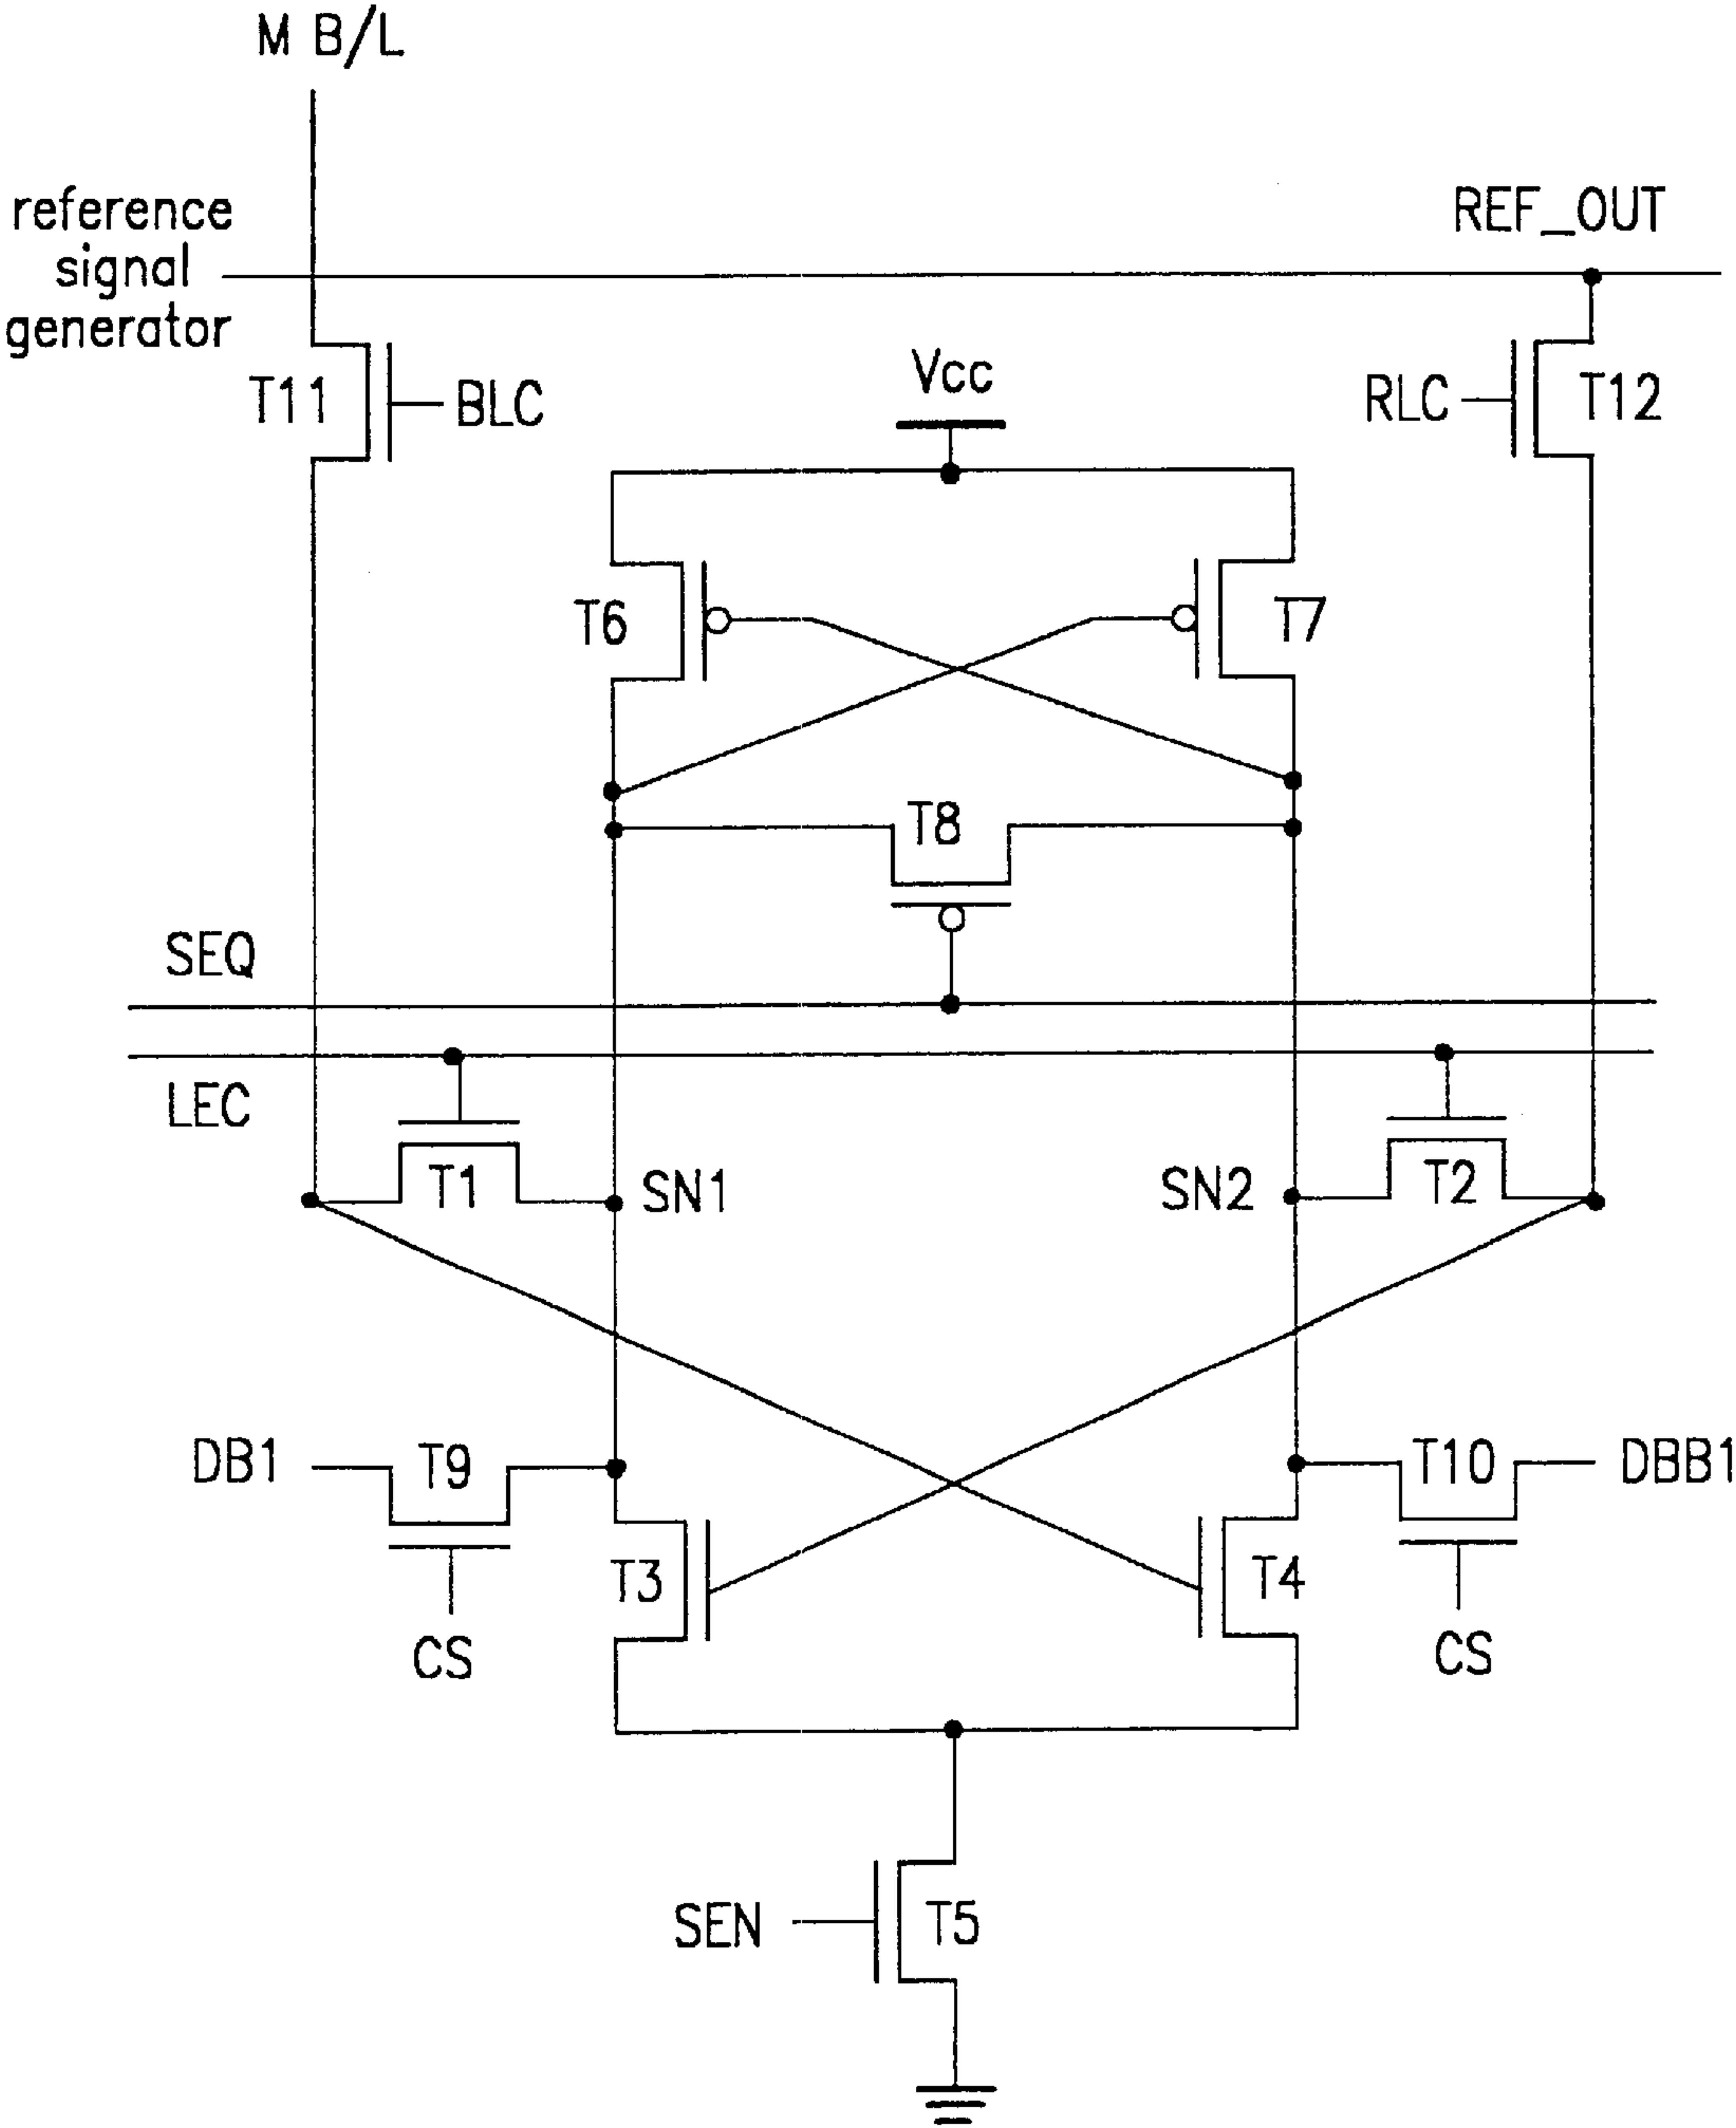 M B/L
reference
signal
generator
REF_OUT
T11
BLC
Vcc
RLC
T12
T6
T7
T8
SEQ
LEC
T1
SN1
SN2
T2
DB1
T9
T10
DBB1
T3
T4
CS
CS
SEN
T5